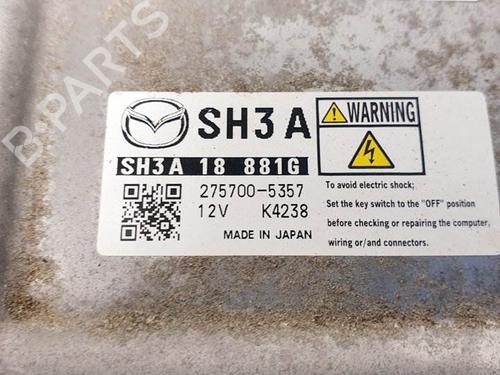 B-PARTS
SH3A
WARNING
SH3A 18 881G
275700-5357
12V K4238
MADE IN JAPAN
To avoid electric shock;
Set the key switch to the "OFF" position
before checking or repairing the computer,
wiring or/and connectors.